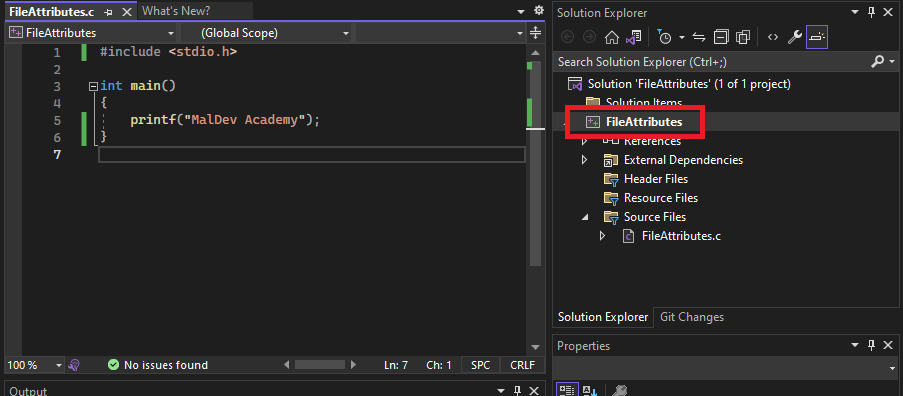 FileAttributes.c
What's New?
FileAttributes
(Global Scope)
1 #include <stdio.h>
2
3 int main()
4 {
5 printf("MalDev Academy");
6 }
7
100 %
No issues found
Ln: 7
Ch: 1
SPC
CRLF
Output
Solution Explorer
Search Solution Explorer (Ctrl+;)
Solution 'FileAttributes' (1 of 1 project)
Solution Items
FileAttributes
References
External Dependencies
Header Files
Resource Files
Source Files
FileAttributes.c
Solution Explorer
Git Changes
Properties